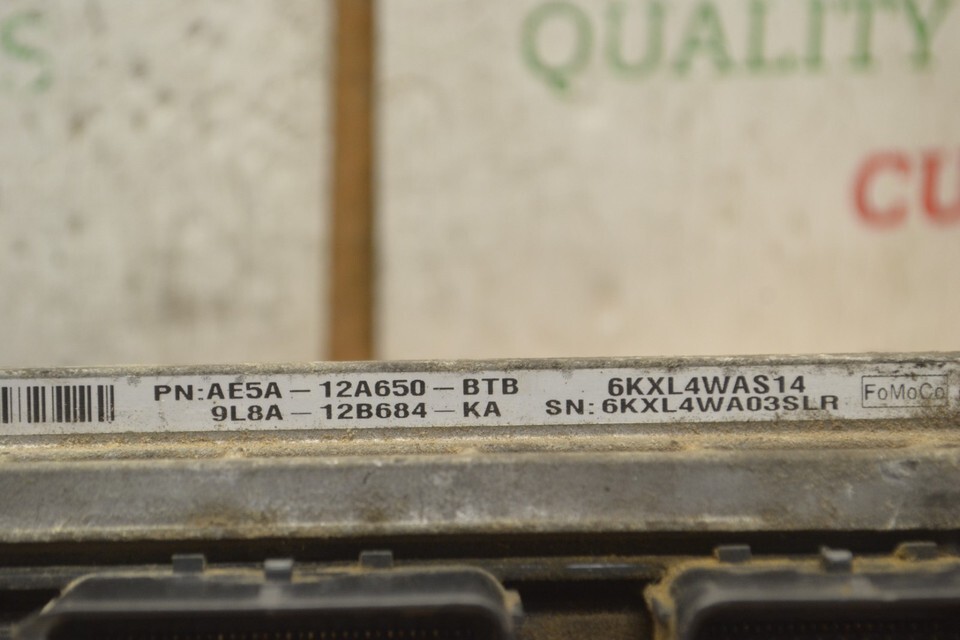 S
QUALITY
CU
PN:AE5A-12A650-BTB 6KXL4WAS14
9L8A-12B684-KA SN:6KXL4WA03SLR
FoMoCo